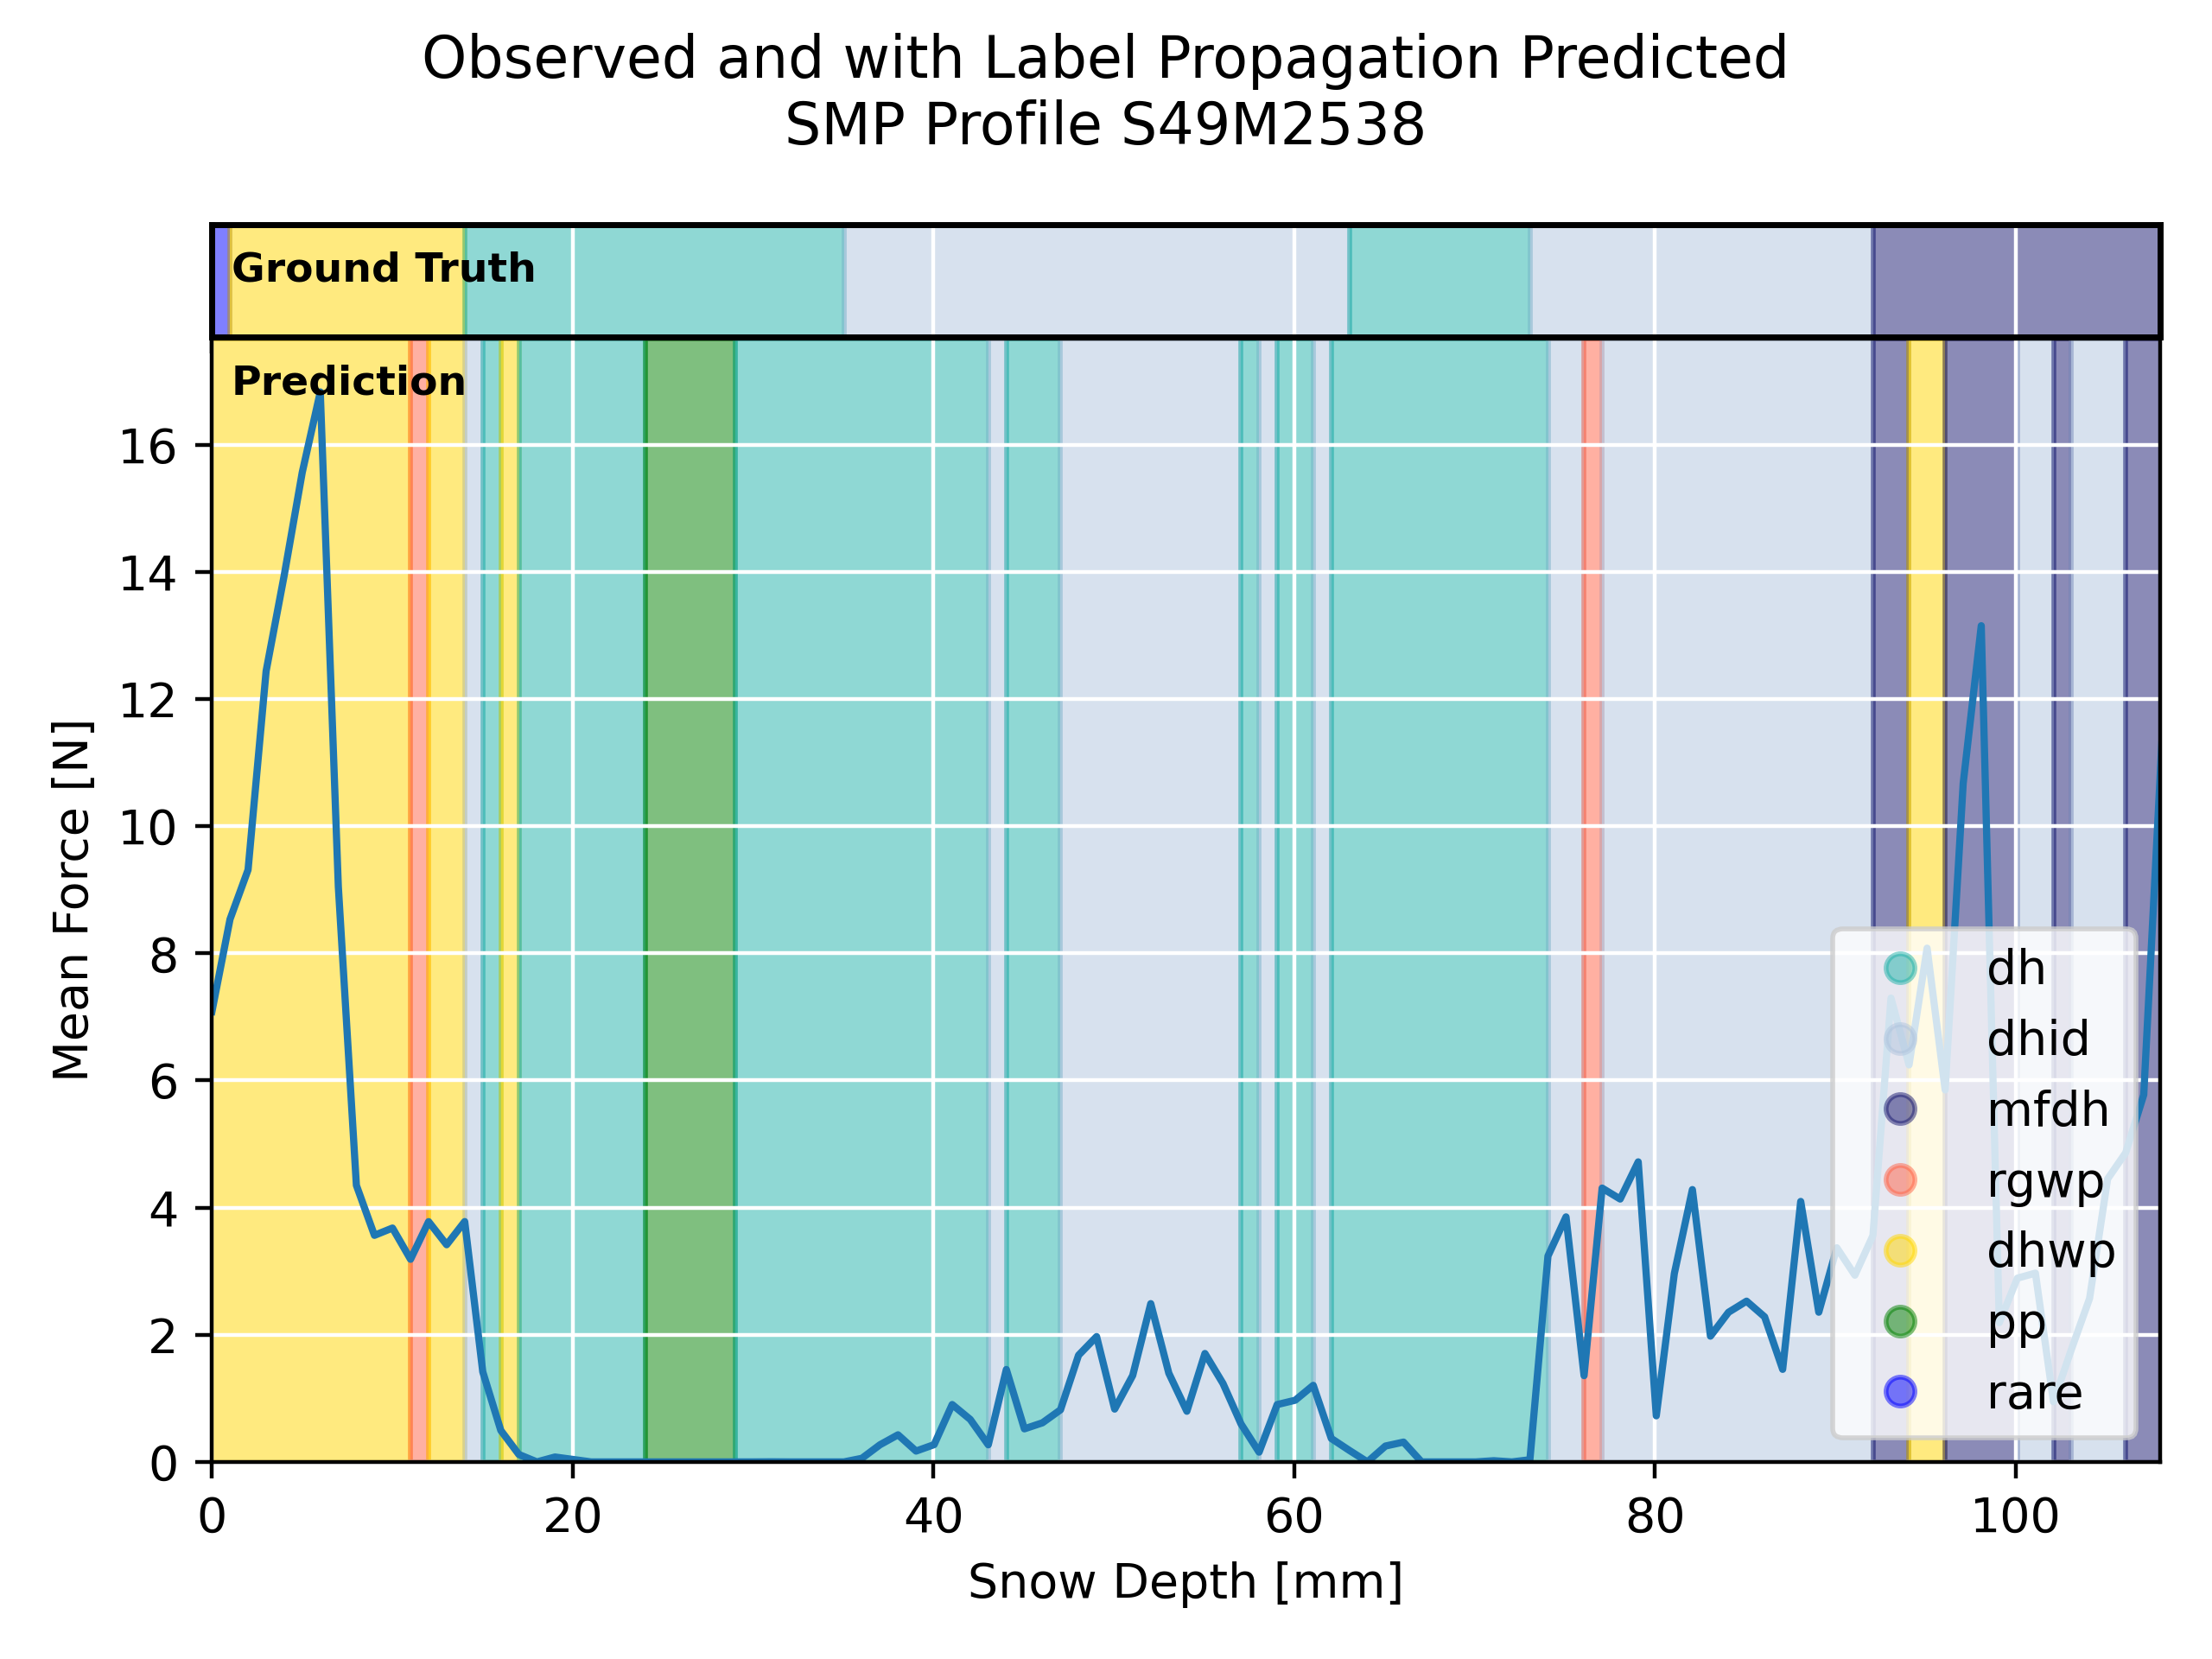 Observed and with Label Propagation Predicted
SMP Profile S49M2538
Ground Truth
Prediction
16
14
12
10
8
6
4
2
0
Mean Force [N]
0 20 40 60 80 100
Snow Depth [mm]
dh
dhid
mfdh
rgwp
dhwp
pp
rare